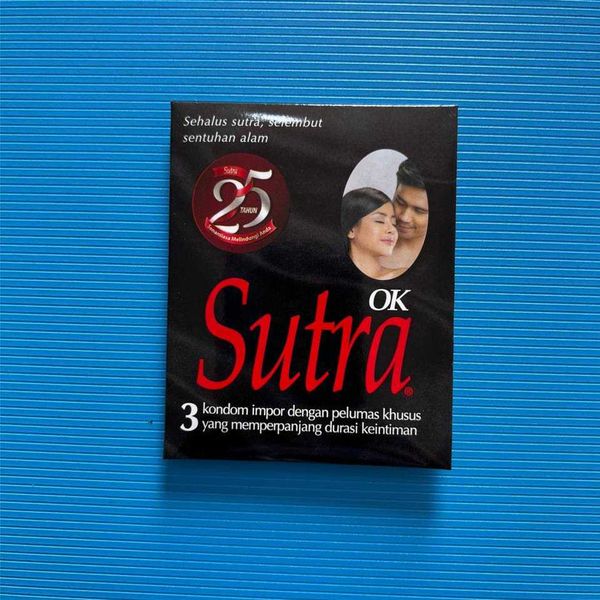 Sehalus sutra, selembut
sentuhan alam
Sutra
25
TAHUN
Senantiasa Melindungi Anda
OK
Sutra®
3 kondom impor dengan pelumas khusus
yang memperpanjang durasi keintiman